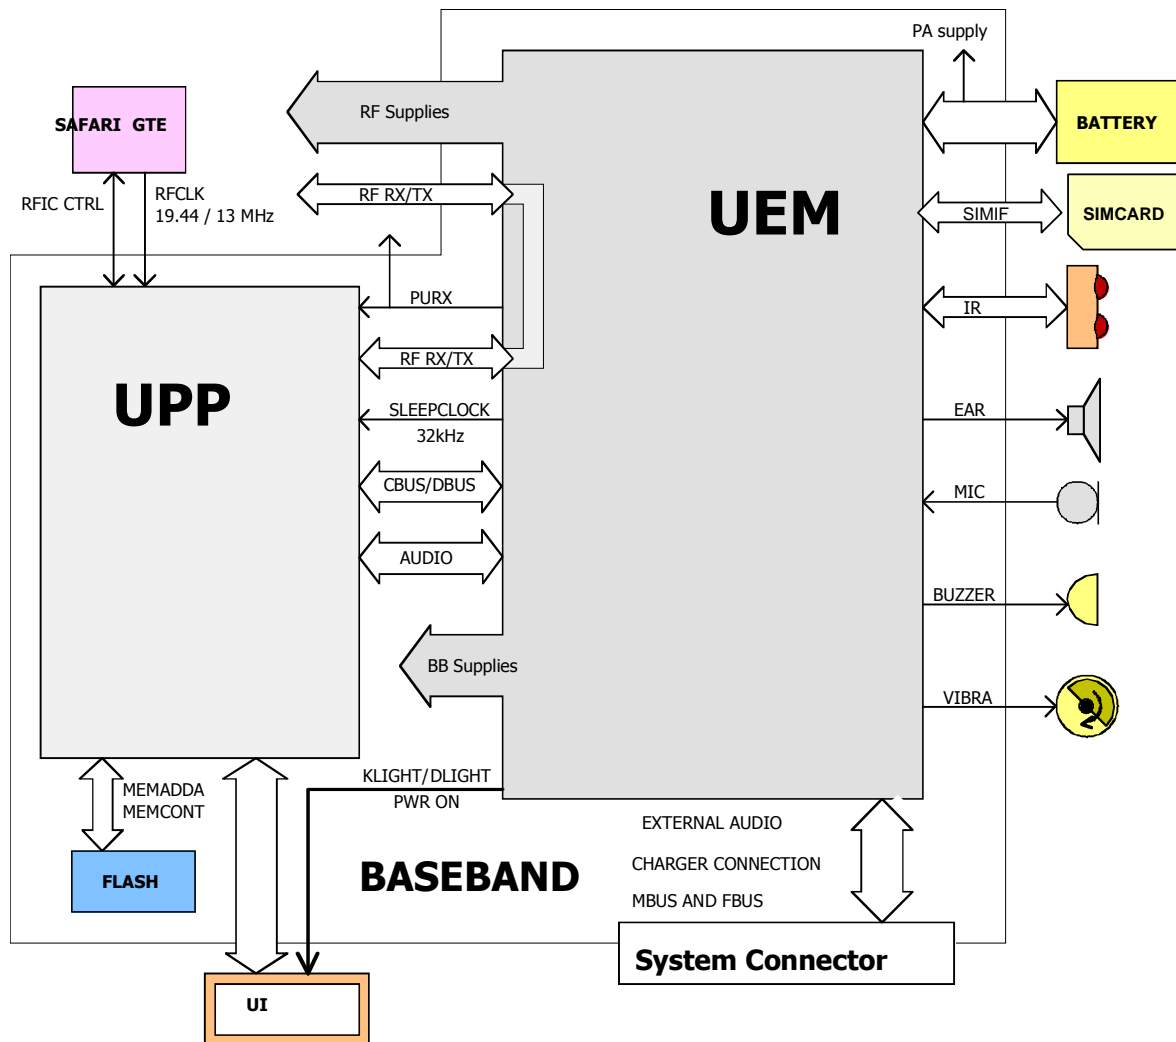 PA supply
SAFARI GTE
RF Supplies
BATTERY
RFIC CTRL
RFCLK
19.44 / 13 MHz
RF RX/TX
UEM
SIMIF
SIMCARD
PURX
IR
RF RX/TX
UPP
SLEEPCLOCK
32kHz
EAR
CBUS/DBUS
MIC
AUDIO
BUZZER
BB Supplies
VIBRA
MEMADDA
MEMCONT
KLIGHT/DLIGHT
PWR ON
EXTERNAL AUDIO
CHARGER CONNECTION
MBUS AND FBUS
FLASH
BASEBAND
System Connector
UI